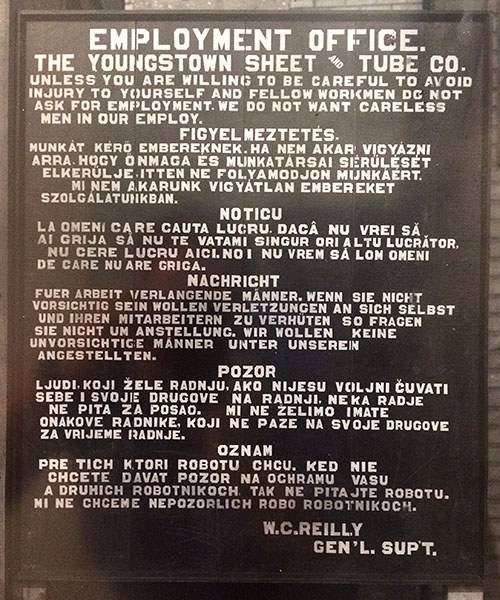 EMPLOYMENT OFFICE.
THE YOUNGSTOWN SHEET AND TUBE CO.
UNLESS YOU ARE WILLING TO BE CAREFUL TO AVOID
INJURY TO YOURSELF AND FELLOW WORKMEN DO NOT
ASK FOR EMPLOYMENT. WE DO NOT WANT CARELESS
MEN IN OUR EMPLOY.
FIGYELMEZTETÉS.
MUNKÁT KÉRŐ EMBEREKNEK. HA NEM AKAR VIGYÁZNI
ARRA, HOGY ÖNMAGA ÉS MUNKATÁRSAI SÉRÜLÉSÉT
ELKERÜLJE, ITTEN NE FOLYAMODJON MUNKÁÉRT.
MI NEM AKARUNK VIGYÁTLAN EMBEREKET
SZOLGÁLATUNKBAN.
NOTICU
LA OMENI CARE CAUTA LUCRU. DACÂ NU VREI SĂ
AI GRIJA SĂ NU TE VATAMI SINGUR ORI ALTU LUCRĂTOR,
NU CERE LUCRU AICI. NOI NU VREM SĂ LOM OMENI
DE CARE NU ARE GRIGA.
NACHRICHT
FUER ARBEIT VERLANGENDE MÄNNER. WENN SIE NICHT
VORSICHTIG SEIN WOLLEN VERLETZUNGEN AN SICH SELBST
UND IHREN MITARBEITERN ZU VERHÜTEN SO FRAGEN
SIE NICHT UM ANSTELLUNG. WIR WOLLEN KEINE
UNVORSICHTIGE MÄNNER UNTER UNSEREN
ANGESTELLTEN.
POZOR
LJUDI, KOJI ŽELE RADNJU, AKO NIJESU VOLJNI ČUVATI
SEBE I SVOJE DRUGOVE NA RADNJI, NEKA RADJE
NE PITA ZA POSAO. MI NE ŽELIMO IMATE
ONAKOVE RADNIKE, KOJI NE PAZE NA SVOJE DRUGOVE
ZA VRIJEME RADNJE.
OZNAM
PRE TICH KTORI ROBOTU CHCU. KED NIE
CHCETE DAVAT POZOR NA OCHRAMU VASU
A DRUHICH ROBOTNIKOCH, TAK NE PITAJTE ROBOTU.
MI NE CHCEME NEPOZORLICH ROBO ROBOTNIKOCH.
W.C. REILLY
GEN'L. SUP'T.